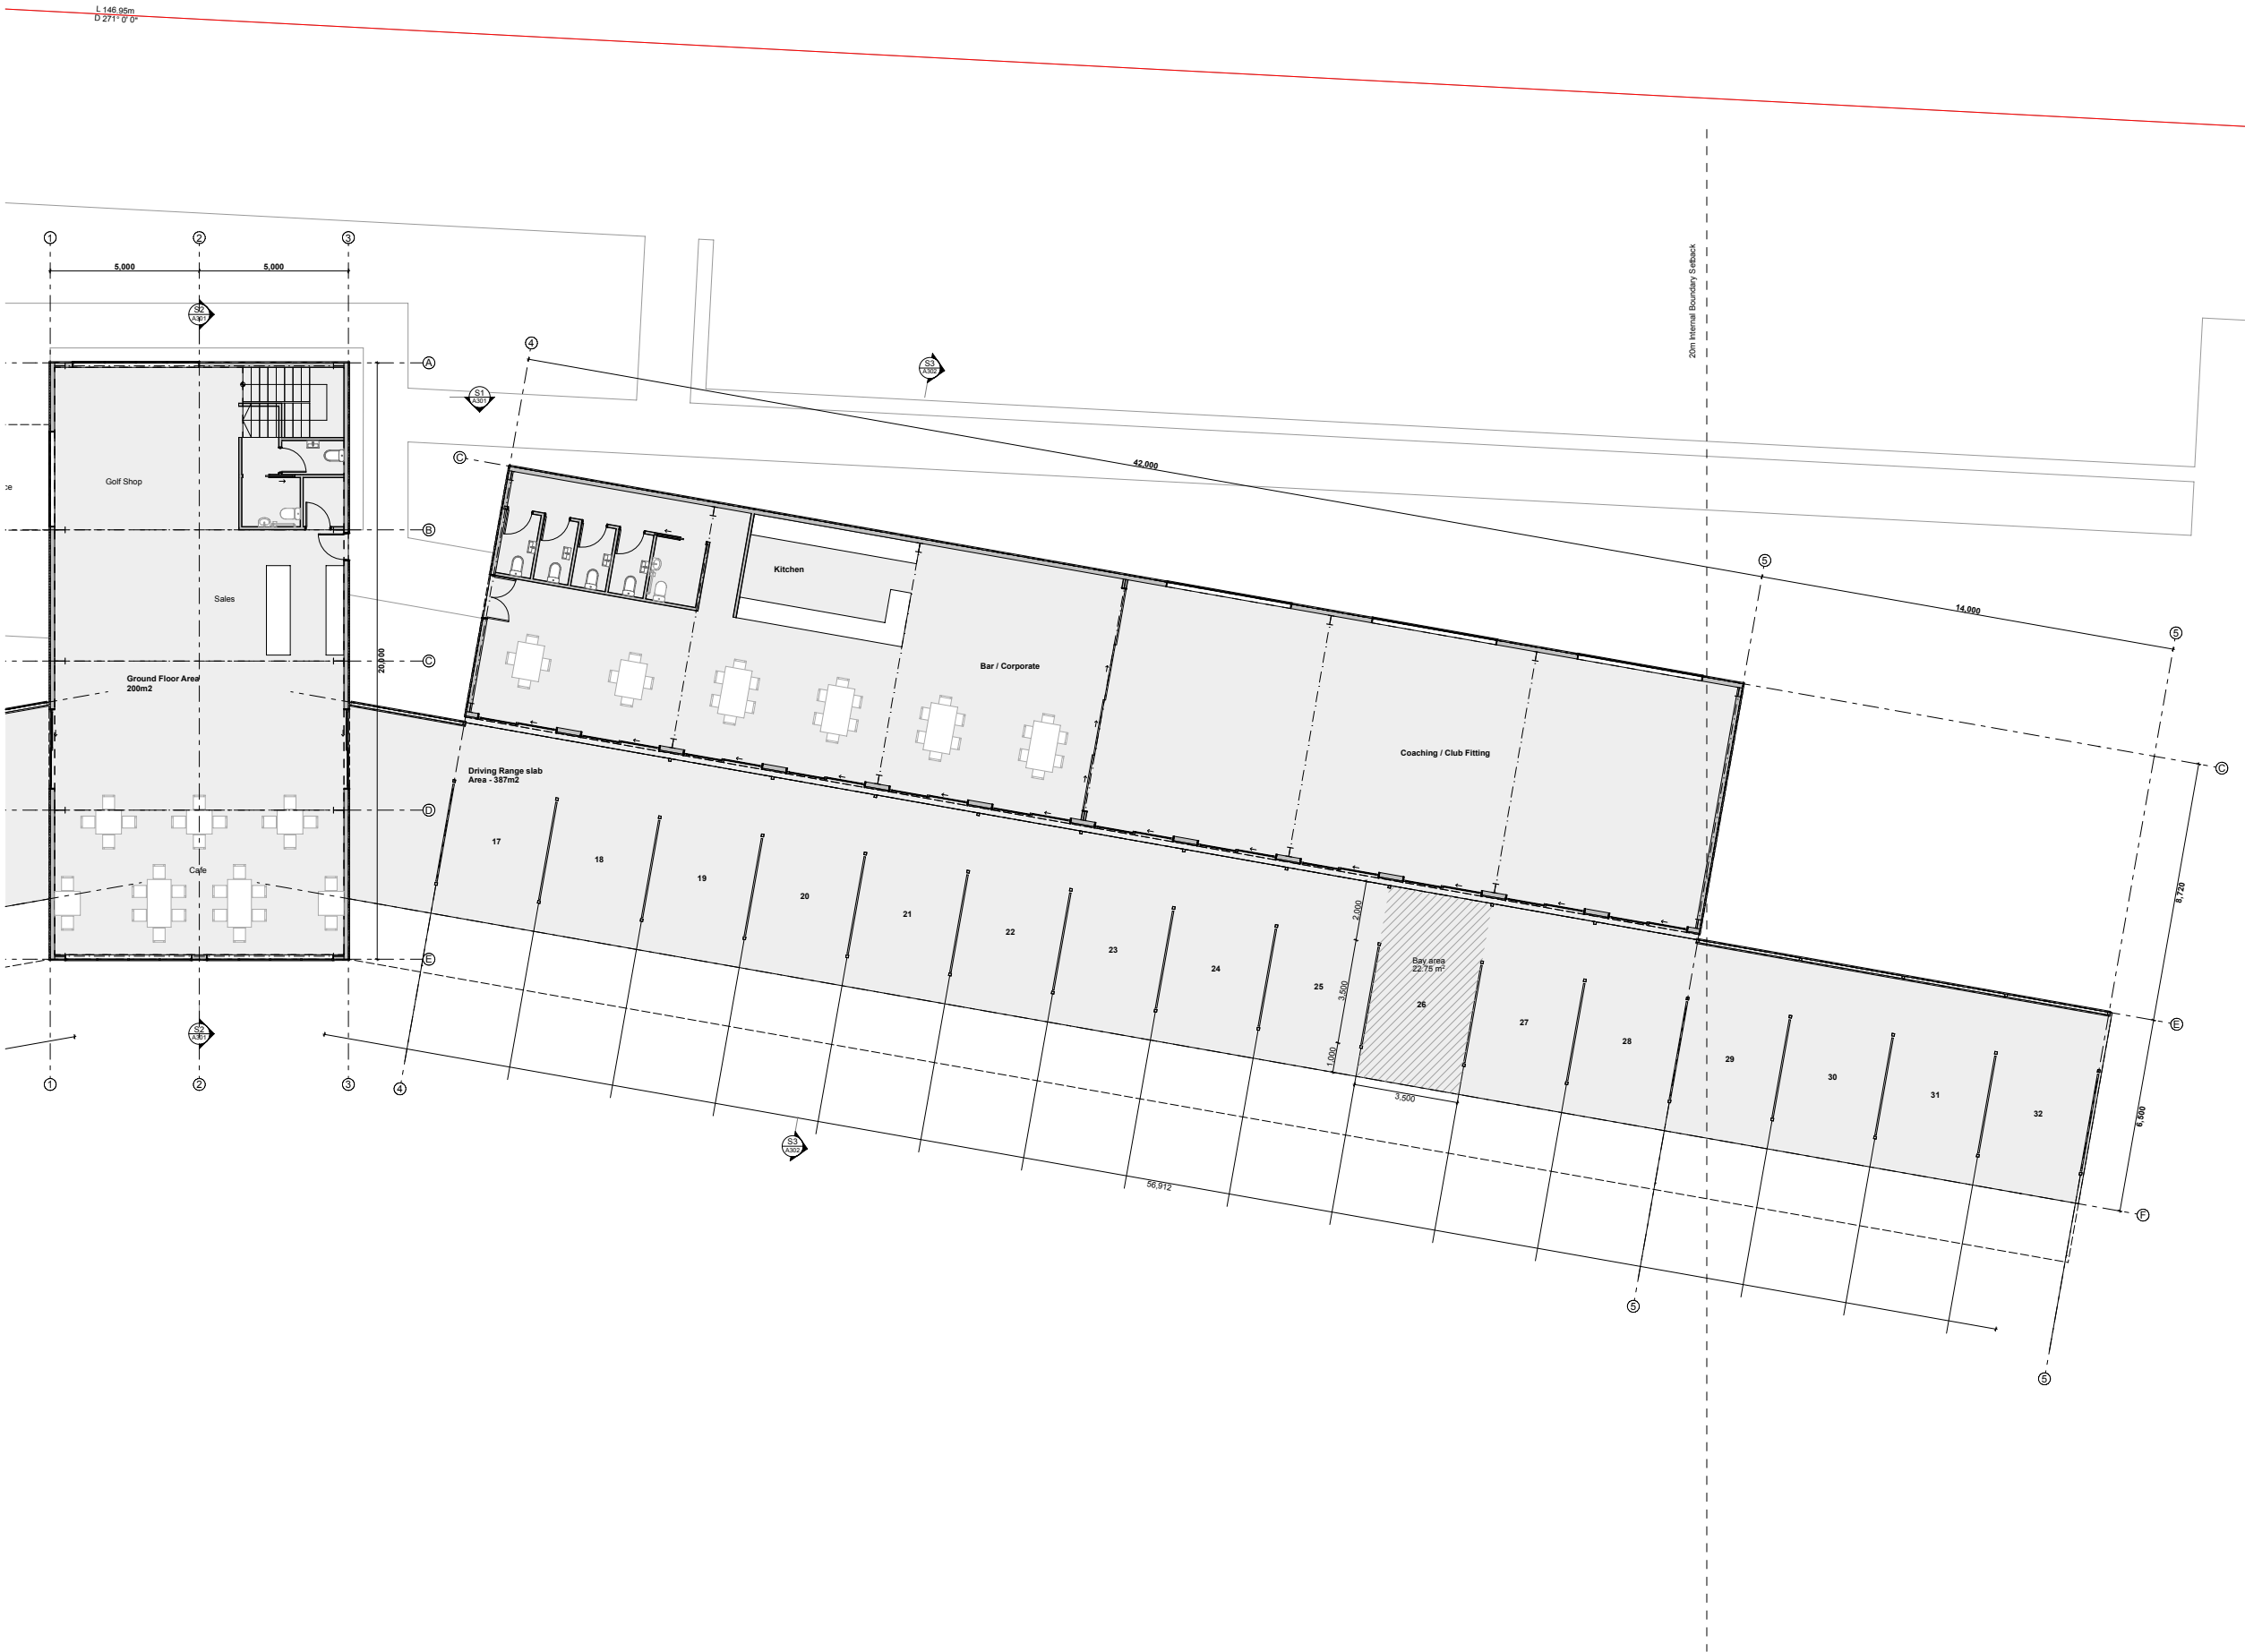 L 146.95m
D 271° 0' 0"
1
2
3
5,000
5,000
S2
A301
20m Internal Boundary Setback
4
A
S3
A302
S1
A301
42,000
C
ce
Golf Shop
B
5
Kitchen
14,000
Sales
5
20,000
C
Bar / Corporate
Ground Floor Area
200m2
Coaching / Club Fitting
C
Driving Range slab
Area - 387m2
D
17
18
19
20
21
22
23
24
25
26
27
28
29
30
31
32
Cafe
8,720
2,000
Bay area
22.75 m²
3,500
1,000
3,500
E
E
S2
A301
1
2
3
4
6,500
S3
A302
56,912
F
5
5